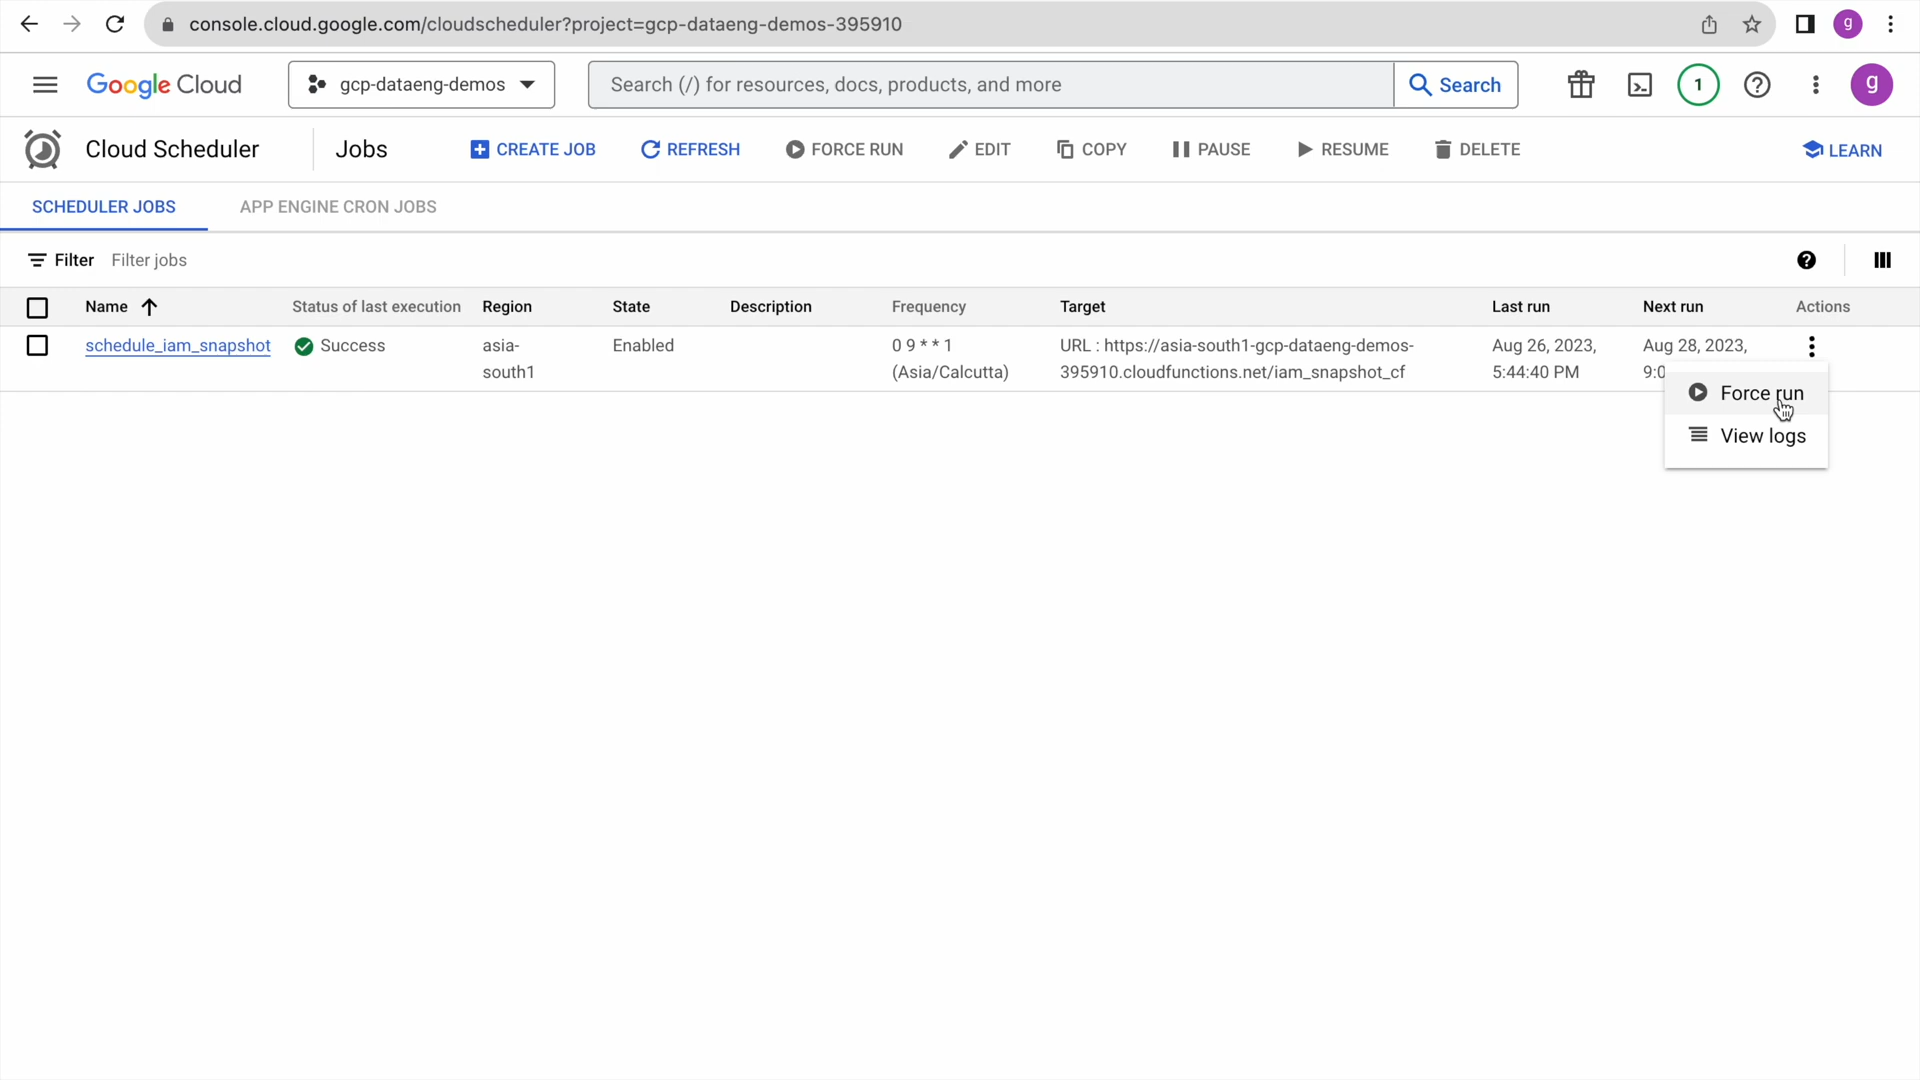 console.cloud.google.com/cloudscheduler?project=gcp-dataeng-demos-395910
g
Google Cloud
gcp-dataeng-demos
Search (/) for resources, docs, products, and more
Search
1
g
Cloud Scheduler
Jobs
CREATE JOB
REFRESH
FORCE RUN
EDIT
COPY
PAUSE
RESUME
DELETE
LEARN
SCHEDULER JOBS
APP ENGINE CRON JOBS
Filter Filter jobs
Name Status of last execution Region State Description Frequency Target Last run Next run Actions
schedule_iam_snapshot Success asia- Enabled 0 9 * * 1 URL : https://asia-south1-gcp-dataeng-demos- Aug 26, 2023, Aug 28, 2023,
south1 (Asia/Calcutta) 395910.cloudfunctions.net/iam_snapshot_cf 5:44:40 PM 9:0
Force run
View logs